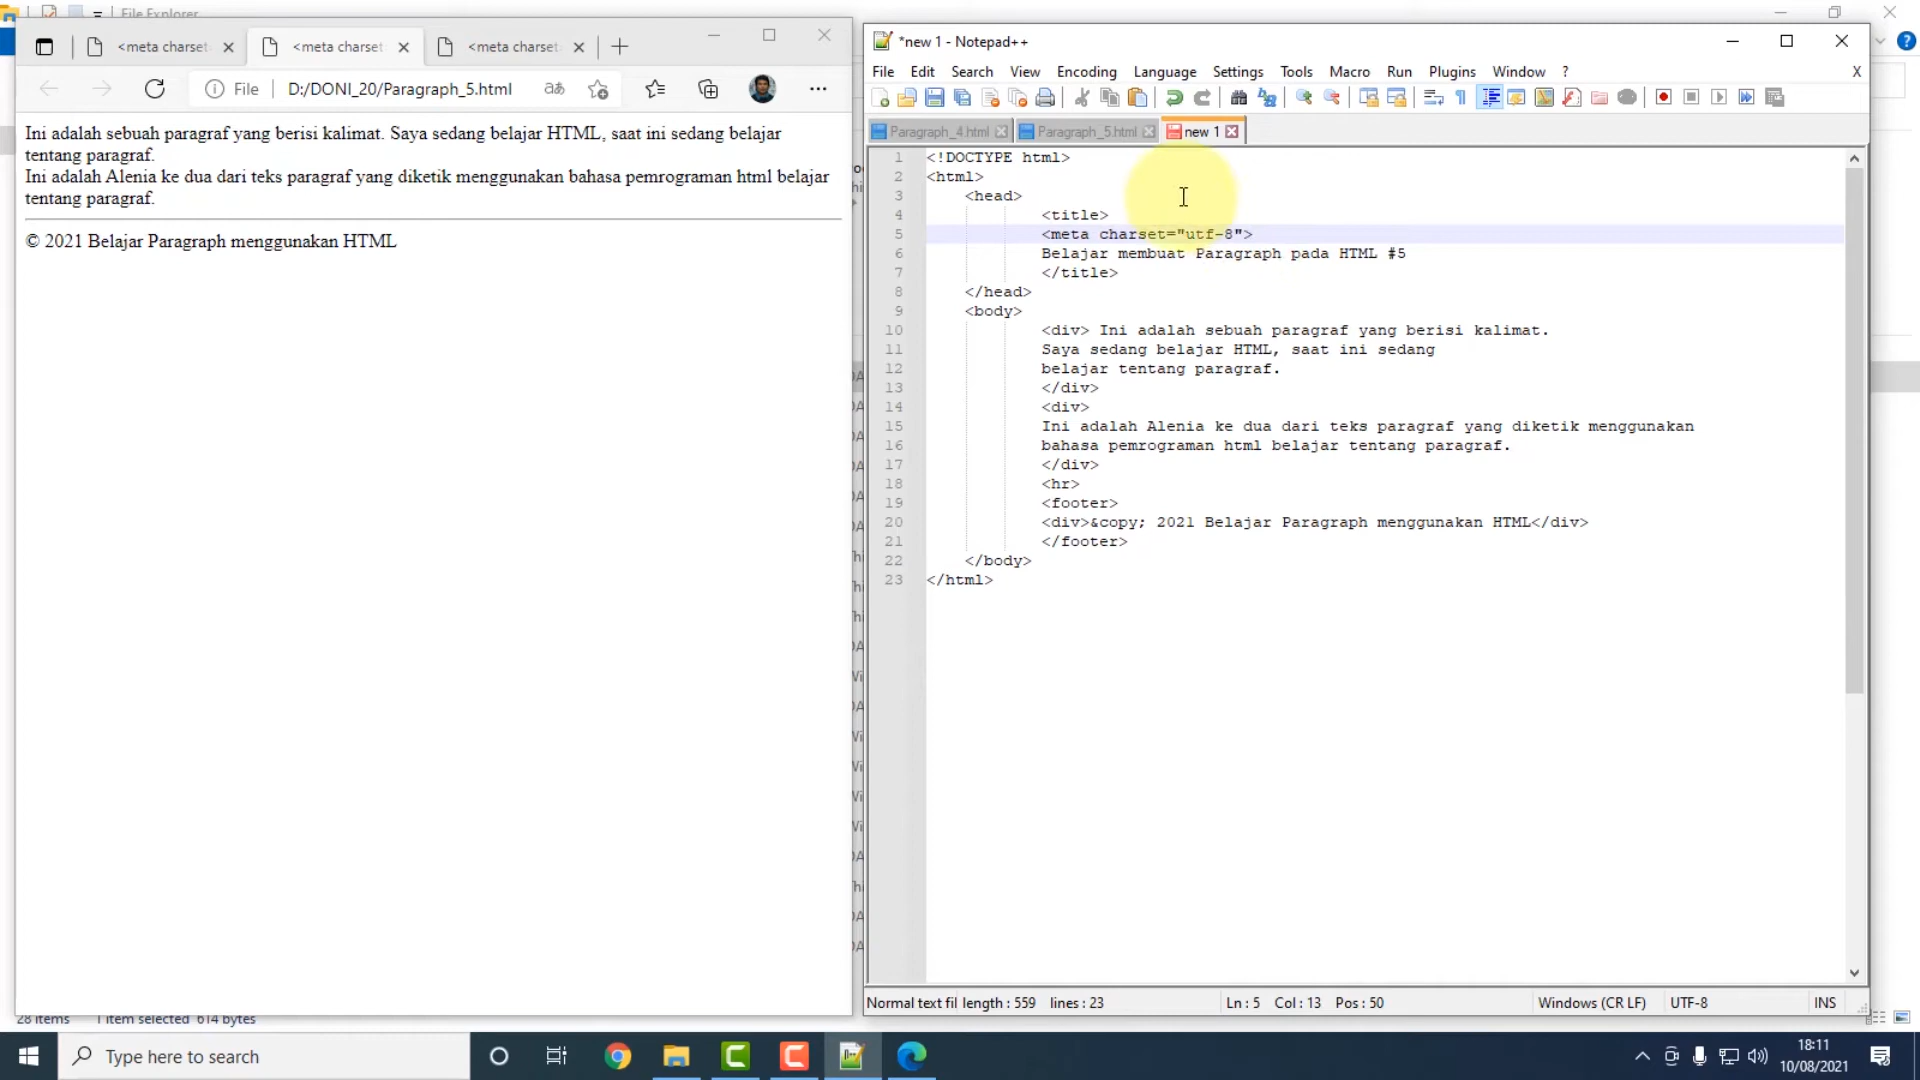 File Explorer
<meta charset
<meta charset
<meta charset
File
D:/DONI_20/Paragraph_5.html
Ini adalah sebuah paragraf yang berisi kalimat. Saya sedang belajar HTML, saat ini sedang belajar
tentang paragraf.
Ini adalah Alenia ke dua dari teks paragraf yang diketik menggunakan bahasa pemrograman html belajar
tentang paragraf.
© 2021 Belajar Paragraph menggunakan HTML
28 items 1 item selected 614 bytes
*new 1 - Notepad++
File Edit Search View Encoding Language Settings Tools Macro Run Plugins Window ? X
Paragraph_4.html Paragraph_5.html new 1
1 <!DOCTYPE html>
2 <html>
3 <head>
4 <title>
5 <meta charset="utf-8">
6 Belajar membuat Paragraph pada HTML #5
7 </title>
8 </head>
9 <body>
10 <div> Ini adalah sebuah paragraf yang berisi kalimat.
11 Saya sedang belajar HTML, saat ini sedang
12 belajar tentang paragraf.
13 </div>
14 <div>
15 Ini adalah Alenia ke dua dari teks paragraf yang diketik menggunakan
16 bahasa pemrograman html belajar tentang paragraf.
17 </div>
18 <hr>
19 <footer>
20 <div>&copy; 2021 Belajar Paragraph menggunakan HTML</div>
21 </footer>
22 </body>
23 </html>
Normal text fil length : 559 lines : 23 Ln : 5 Col : 13 Pos : 50 Windows (CR LF) UTF-8 INS
Type here to search
18:11
10/08/2021